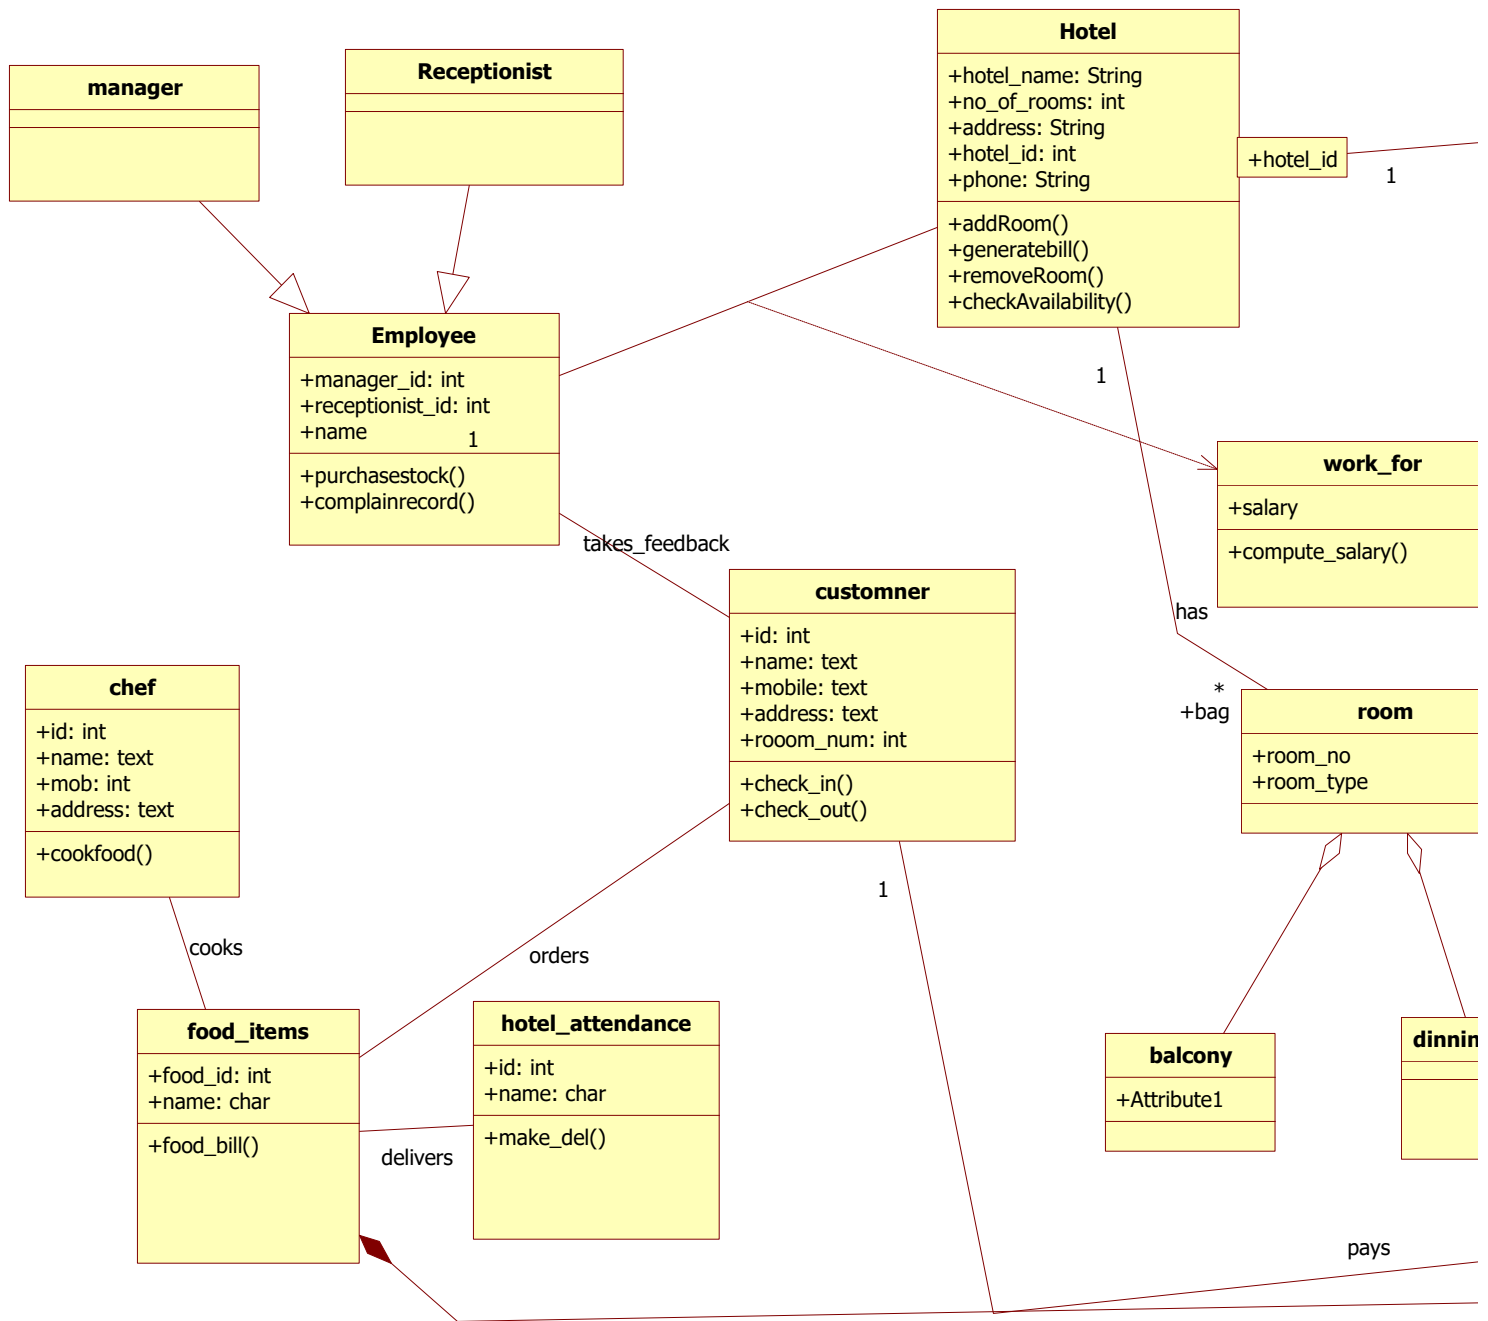 manager
Receptionist
Hotel
+hotel_name: String
+no_of_rooms: int
+address: String
+hotel_id: int
+phone: String
+addRoom()
+generatebill()
+removeRoom()
+checkAvailability()
+hotel_id
1
Employee
+manager_id: int
+receptionist_id: int
+name
1
+purchasestock()
+complainrecord()
1
work_for
+salary
+compute_salary()
takes_feedback
customner
+id: int
+name: text
+mobile: text
+address: text
+rooom_num: int
+check_in()
+check_out()
has
*
+bag
room
+room_no
+room_type
chef
+id: int
+name: text
+mob: int
+address: text
+cookfood()
1
cooks
orders
food_items
+food_id: int
+name: char
+food_bill()
hotel_attendance
+id: int
+name: char
+make_del()
delivers
balcony
+Attribute1
dinnin
pays